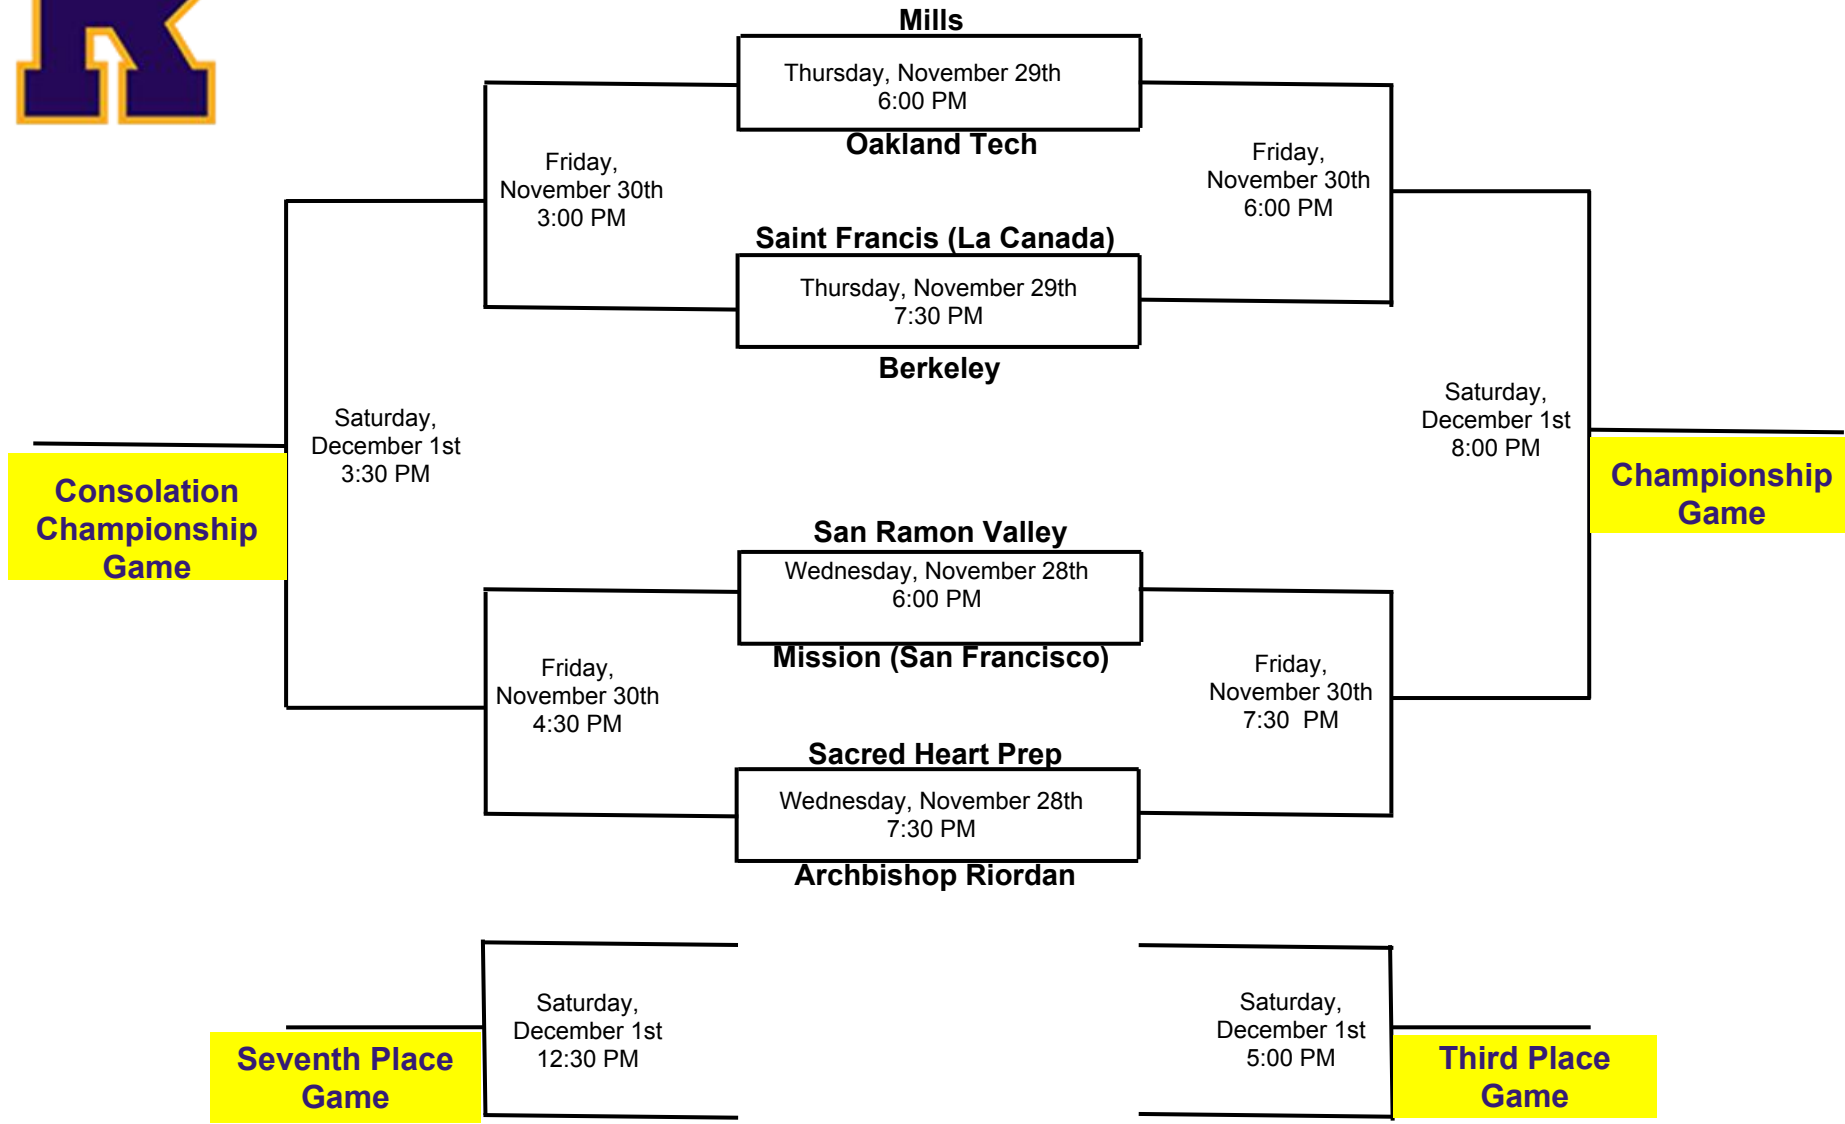 Mills
Thursday, November 29th
6:00 PM
Oakland Tech
Friday,
November 30th
3:00 PM
Friday,
November 30th
6:00 PM
Saint Francis (La Canada)
Thursday, November 29th
7:30 PM
Berkeley
Saturday,
December 1st
3:30 PM
Saturday,
December 1st
8:00 PM
Consolation
Championship
Game
Championship
Game
San Ramon Valley
Wednesday, November 28th
6:00 PM
Mission (San Francisco)
Friday,
November 30th
4:30 PM
Friday,
November 30th
7:30 PM
Sacred Heart Prep
Wednesday, November 28th
7:30 PM
Archbishop Riordan
Saturday,
December 1st
12:30 PM
Saturday,
December 1st
5:00 PM
Seventh Place
Game
Third Place
Game